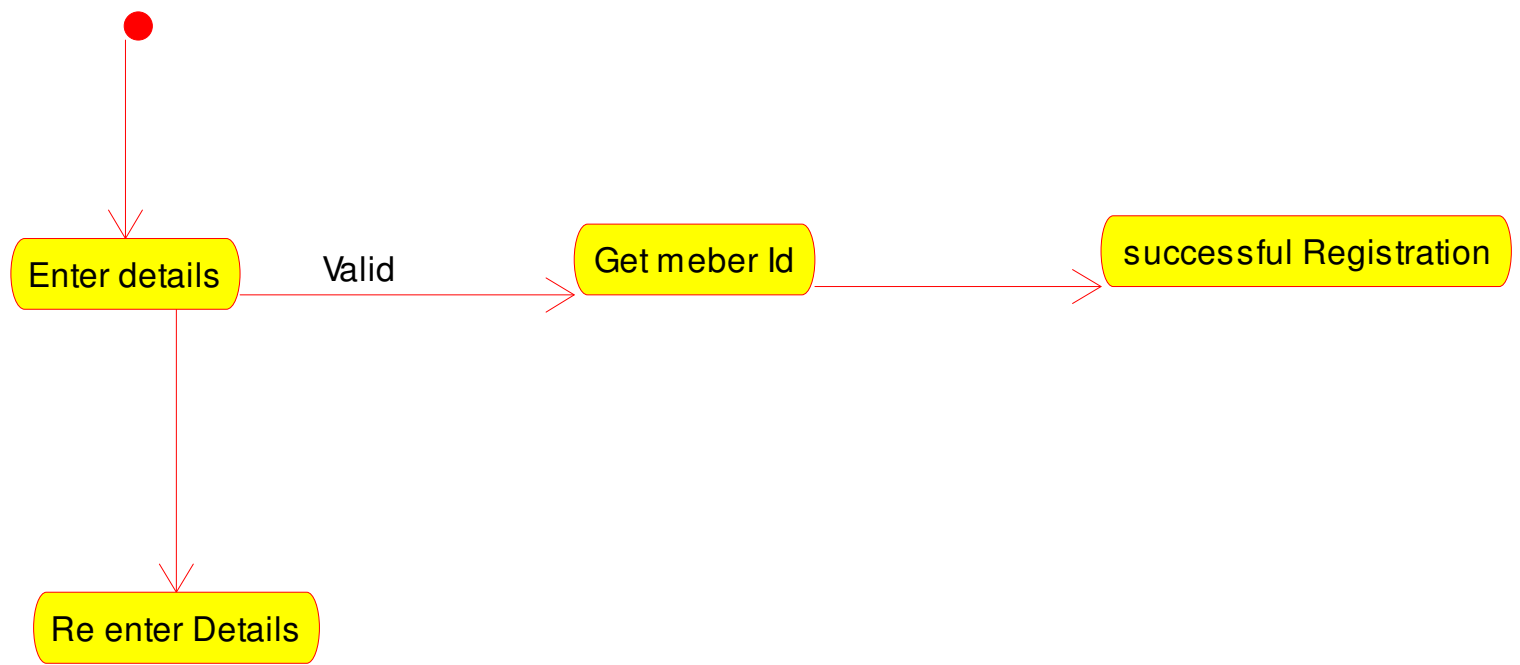 Enter details
Valid
Get meber Id
successful Registration
Re enter Details